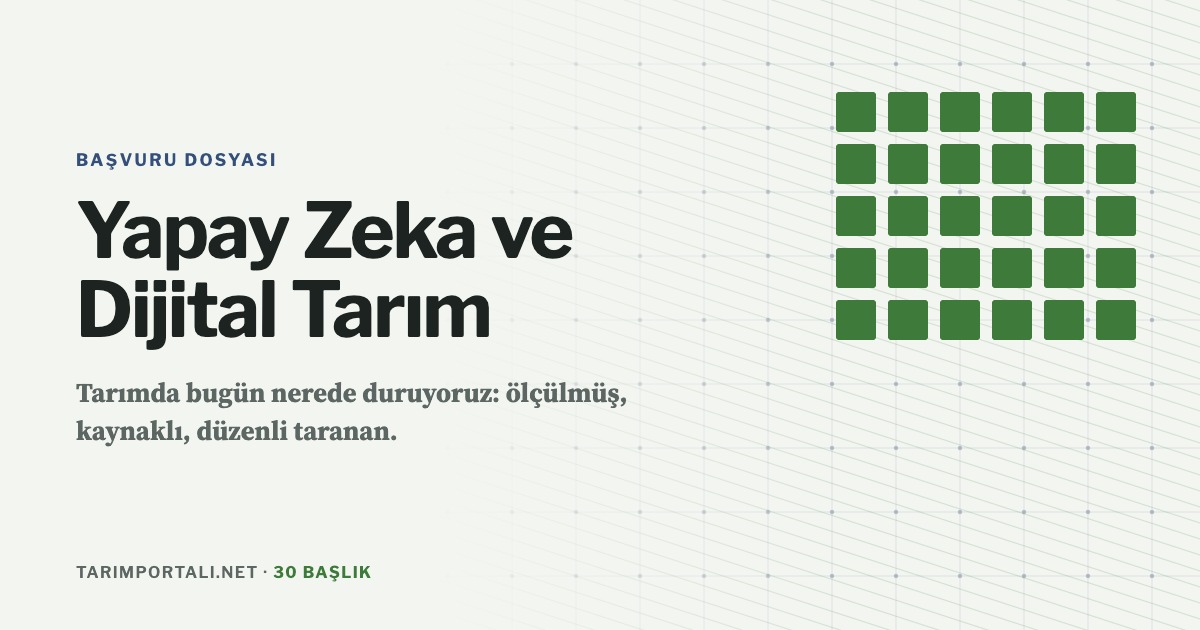 BAŞVURU DOSYASI
Yapay Zeka ve
Dijital Tarım
Tarımda bugün nerede duruyoruz: ölçülmüş,
kaynaklı, düzenli taranan.
TARIMPORTALI.NET · 30 BAŞLIK